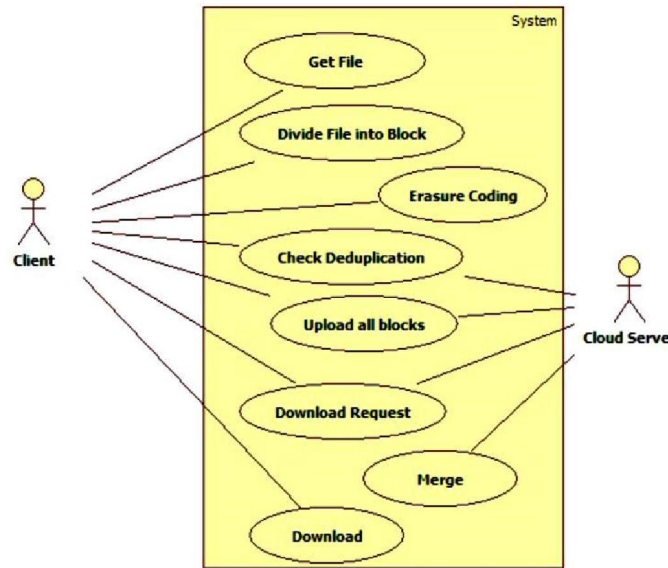 System
Get File
Divide File into Block
Erasure Coding
Check Deduplication
Client
Upload all blocks
Cloud Serve
Download Request
Merge
Download